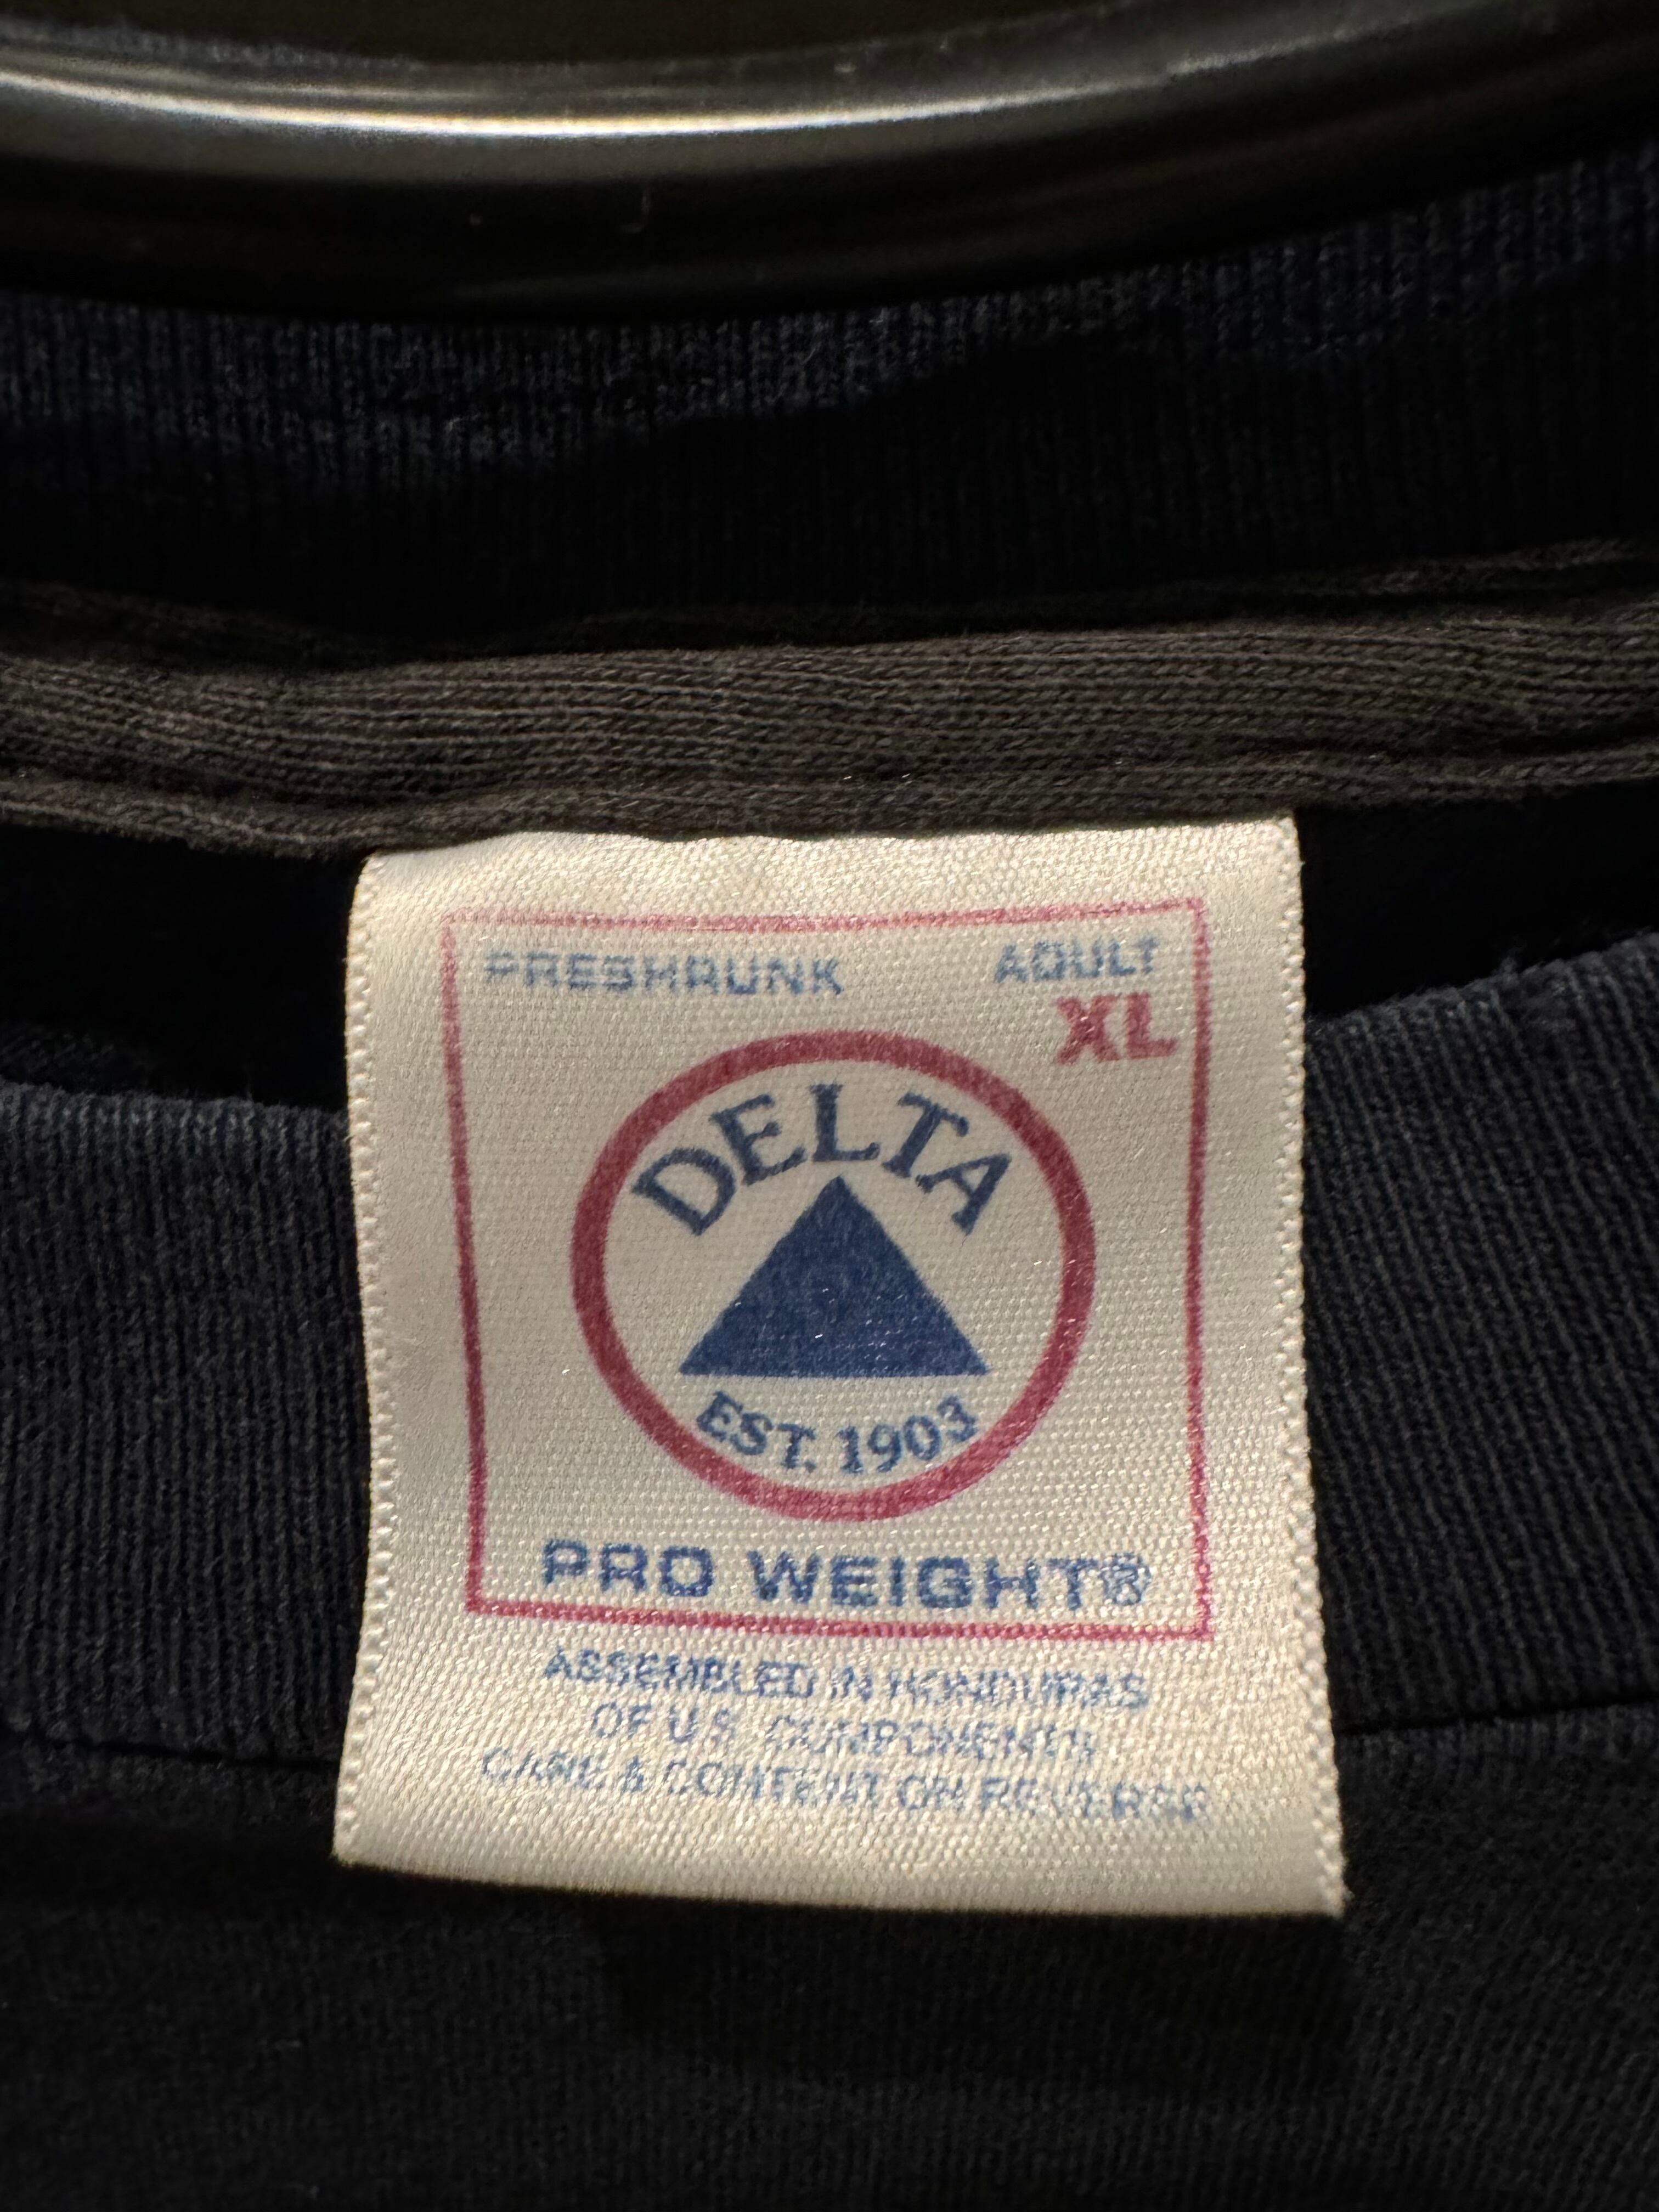 PRESHRUNK
ADULT
XL
DELTA
EST. 1903
PRO WEIGHT®
ASSEMBLED IN HONDURAS
OF U.S. COMPONENTS
CARE & CONTENT ON REVERSE